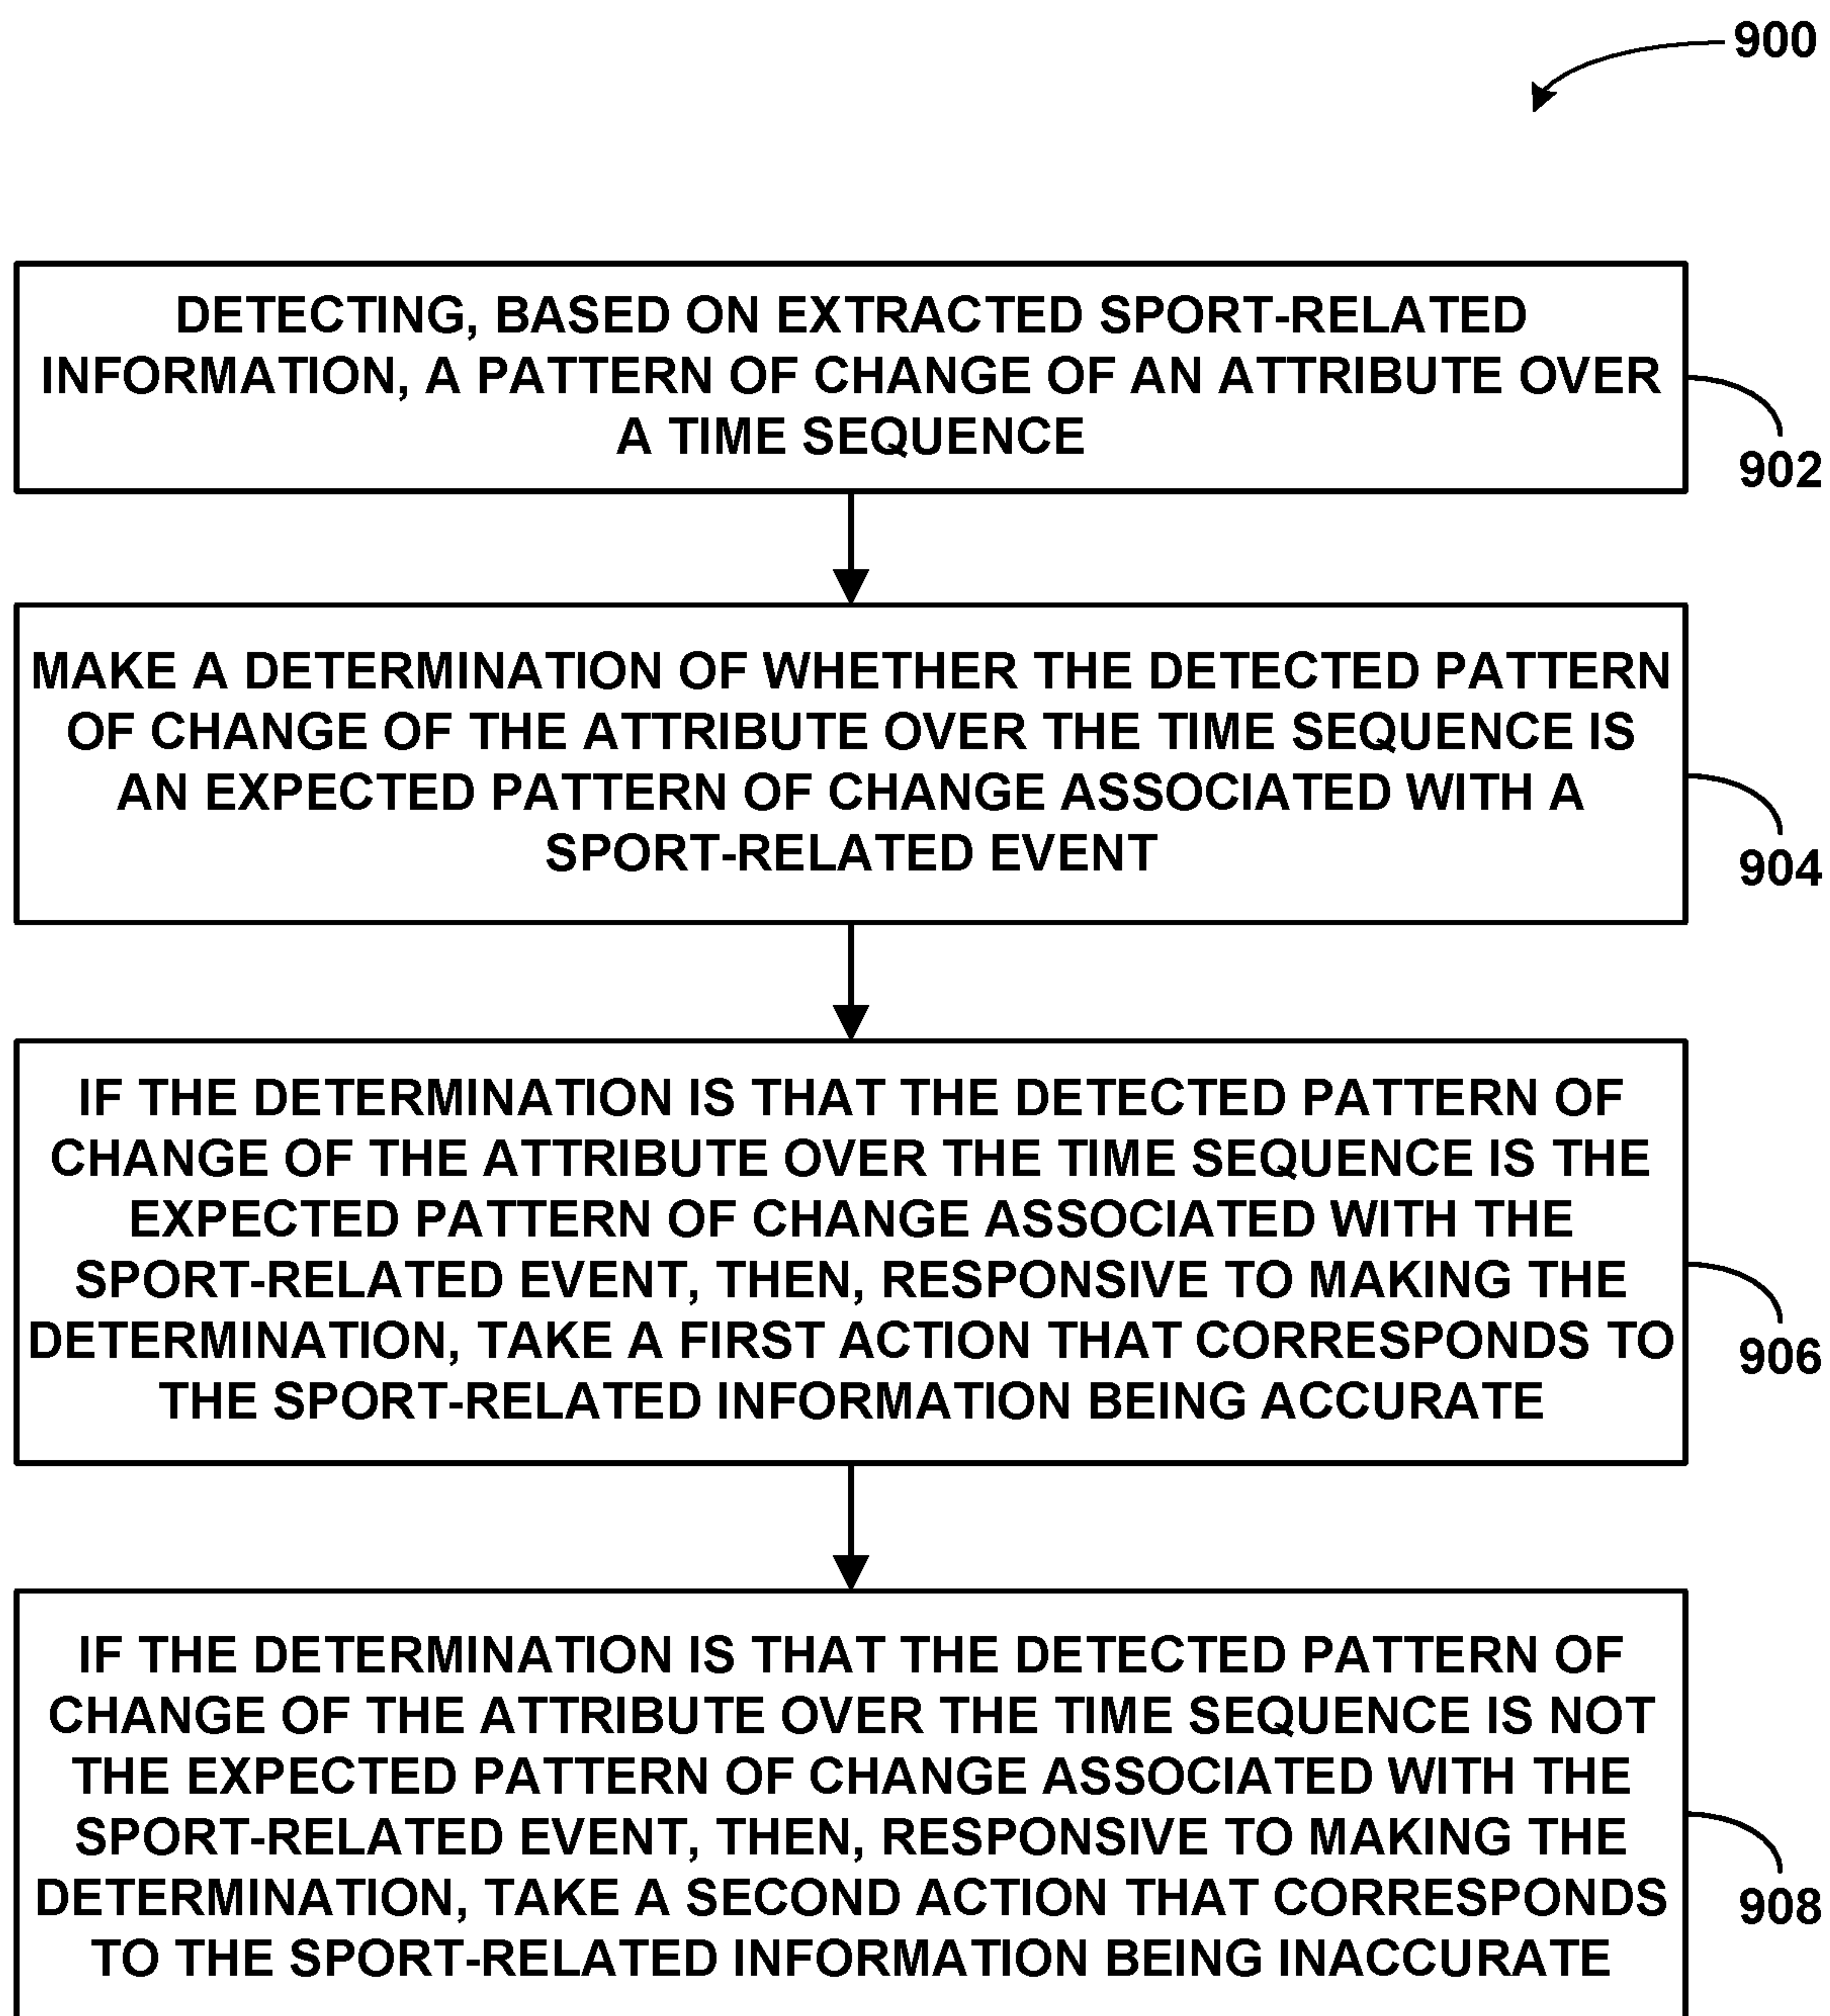 900
DETECTING, BASED ON EXTRACTED SPORT-RELATED
INFORMATION, A PATTERN OF CHANGE OF AN ATTRIBUTE OVER
A TIME SEQUENCE
902
MAKE A DETERMINATION OF WHETHER THE DETECTED PATTERN
OF CHANGE OF THE ATTRIBUTE OVER THE TIME SEQUENCE IS
AN EXPECTED PATTERN OF CHANGE ASSOCIATED WITH A
SPORT-RELATED EVENT
904
IF THE DETERMINATION IS THAT THE DETECTED PATTERN OF
CHANGE OF THE ATTRIBUTE OVER THE TIME SEQUENCE IS THE
EXPECTED PATTERN OF CHANGE ASSOCIATED WITH THE
SPORT-RELATED EVENT, THEN, RESPONSIVE TO MAKING THE
DETERMINATION, TAKE A FIRST ACTION THAT CORRESPONDS TO
THE SPORT-RELATED INFORMATION BEING ACCURATE
906
IF THE DETERMINATION IS THAT THE DETECTED PATTERN OF
CHANGE OF THE ATTRIBUTE OVER THE TIME SEQUENCE IS NOT
THE EXPECTED PATTERN OF CHANGE ASSOCIATED WITH THE
SPORT-RELATED EVENT, THEN, RESPONSIVE TO MAKING THE
DETERMINATION, TAKE A SECOND ACTION THAT CORRESPONDS
TO THE SPORT-RELATED INFORMATION BEING INACCURATE
908